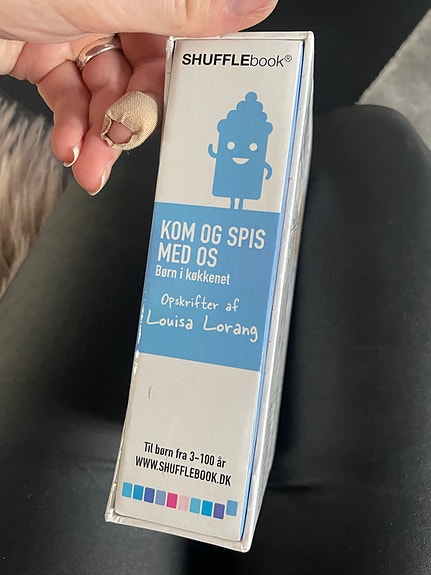 SHUFFLEbook®
KOM OG SPIS
MED OS
Børn i køkkenet
Opskrifter af
Louisa Lorang
Til børn fra 3-100 år
WWW.SHUFFLEBOOK.DK